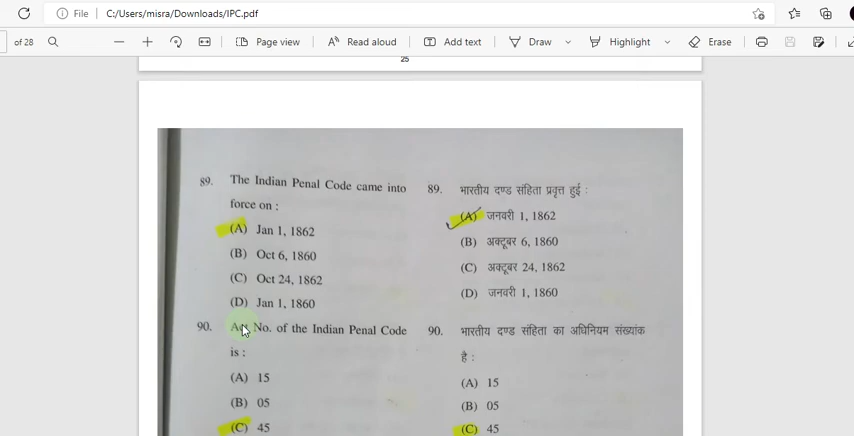 File
C:/Users/misra/Downloads/IPC.pdf
of 28
Page view
Read aloud
Add text
Draw
Highlight
Erase
25
89. The Indian Penal Code came into
force on :
(A) Jan 1, 1862
(B) Oct 6, 1860
(C) Oct 24, 1862
(D) Jan 1, 1860
90. Act No. of the Indian Penal Code
is :
(A) 15
(B) 05
(C) 45
89. भारतीय दण्ड संहिता प्रवृत्त हुई :
(A) जनवरी 1, 1862
(B) अक्टूबर 6, 1860
(C) अक्टूबर 24, 1862
(D) जनवरी 1, 1860
90. भारतीय दण्ड संहिता का अधिनियम संख्यांक
है :
(A) 15
(B) 05
(C) 45